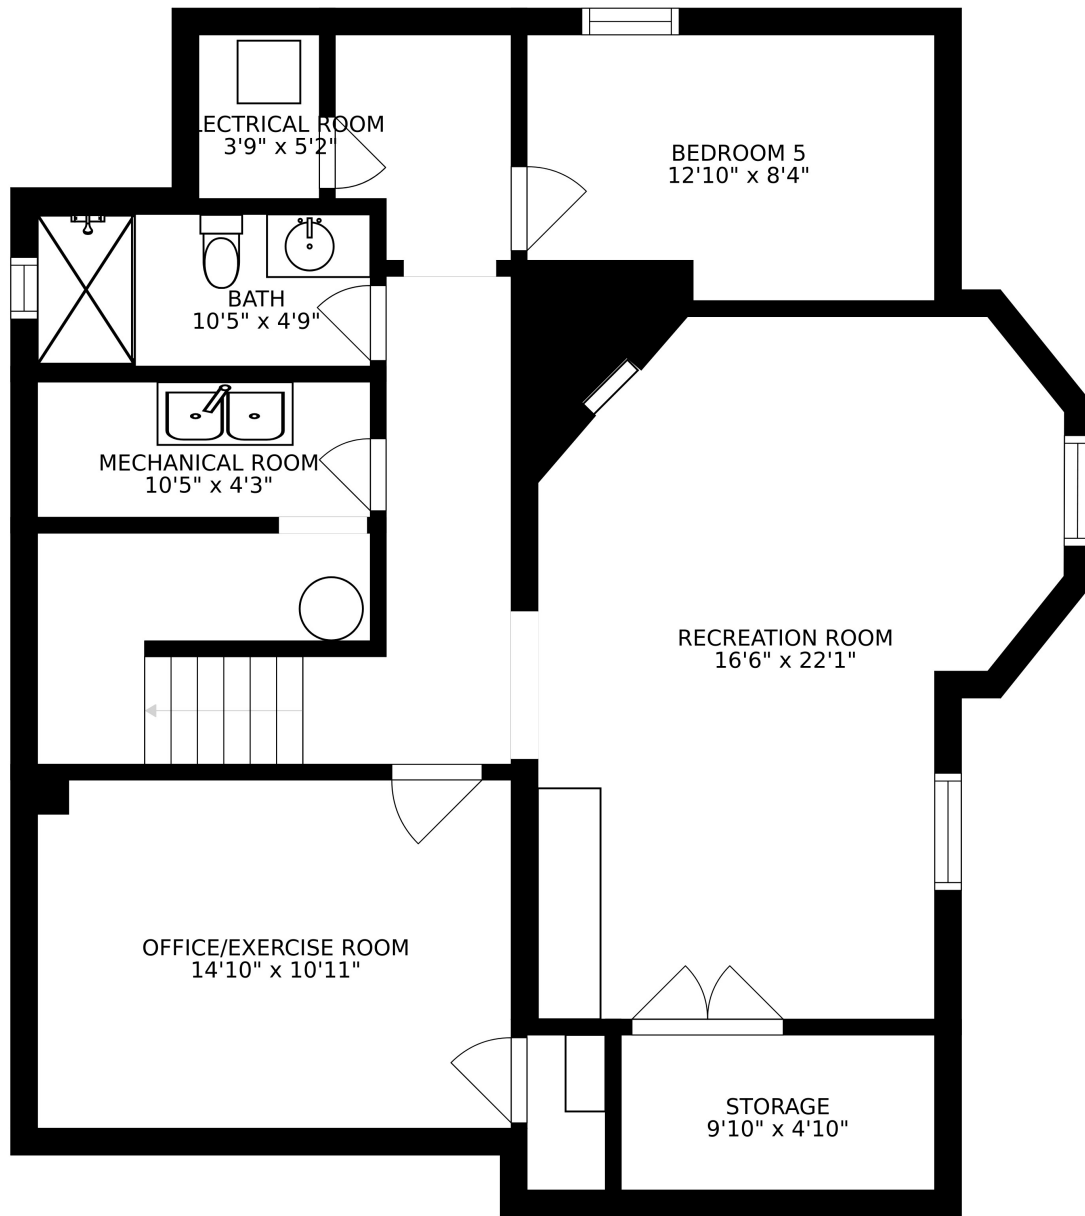 LECTRICAL ROOM
3'9" x 5'2"
BEDROOM 5
12'10" x 8'4"
BATH
10'5" x 4'9"
MECHANICAL ROOM
10'5" x 4'3"
RECREATION ROOM
16'6" x 22'1"
OFFICE/EXERCISE ROOM
14'10" x 10'11"
STORAGE
9'10" x 4'10"